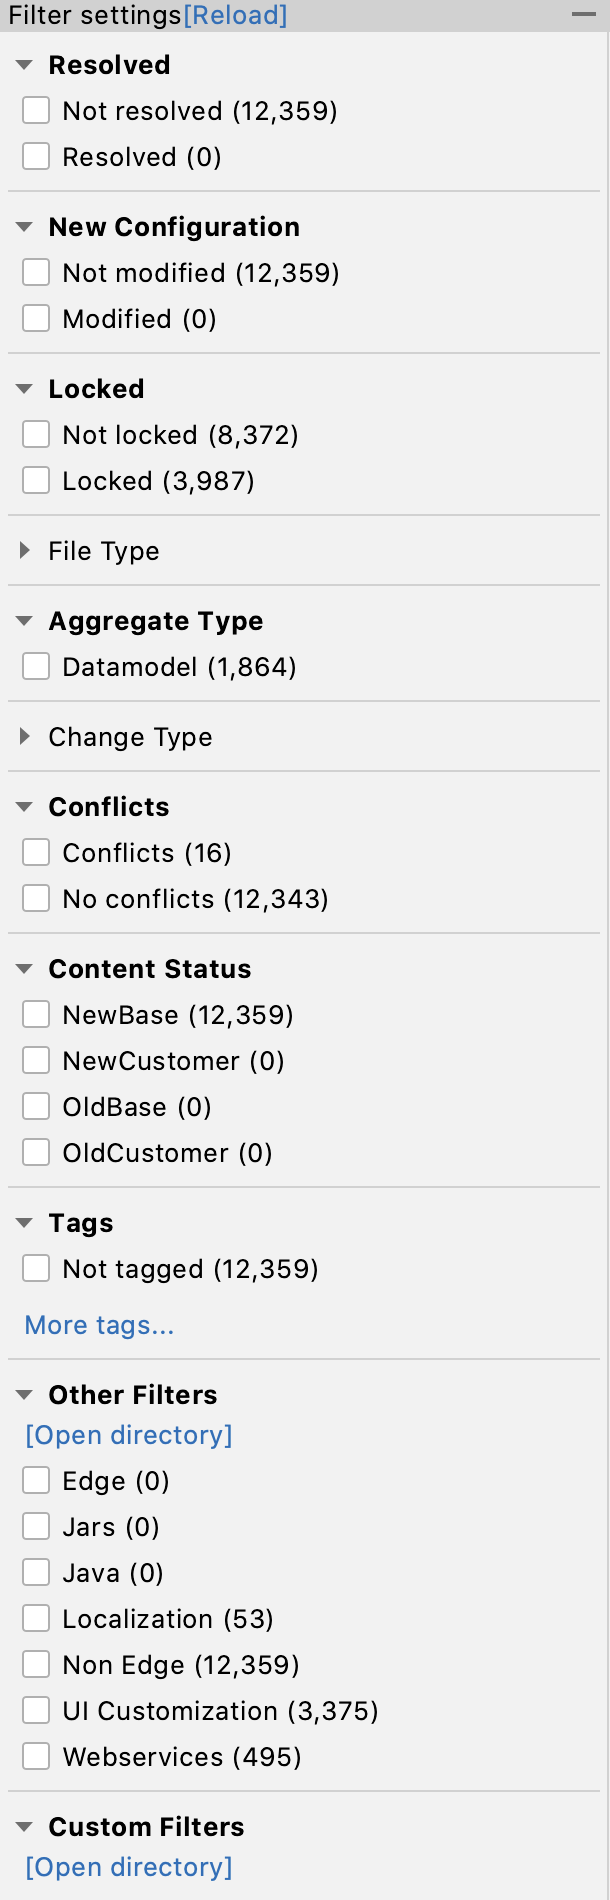 Filter settings[Reload]
Resolved
Not resolved (12,359)
Resolved (0)
New Configuration
Not modified (12,359)
Modified (0)
Locked
Not locked (8,372)
Locked (3,987)
File Type
Aggregate Type
Datamodel (1,864)
Change Type
Conflicts
Conflicts (16)
No conflicts (12,343)
Content Status
NewBase (12,359)
NewCustomer (0)
OldBase (0)
OldCustomer (0)
Tags
Not tagged (12,359)
More tags...
Other Filters
[Open directory]
Edge (0)
Jars (0)
Java (0)
Localization (53)
Non Edge (12,359)
UI Customization (3,375)
Webservices (495)
Custom Filters
[Open directory]